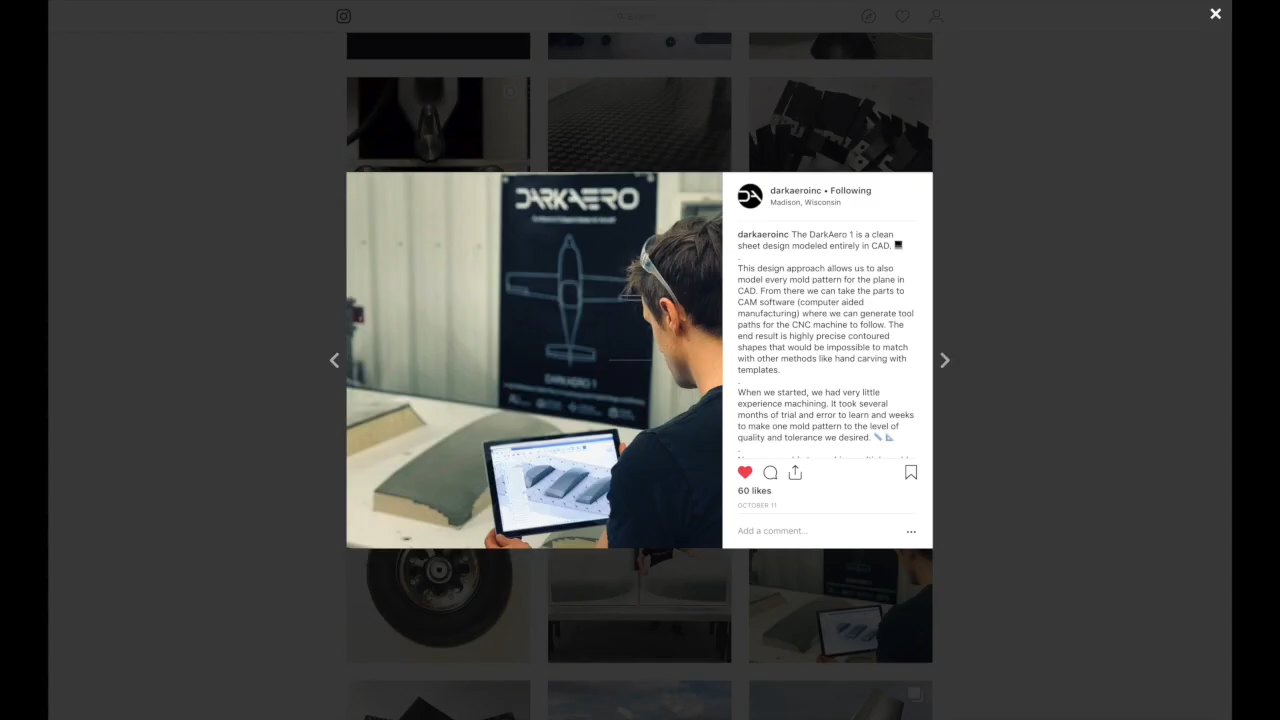 Search
DARKAERO
DARKAERO 1
darkaeroinc • Following
Madison, Wisconsin
darkaeroinc The DarkAero 1 is a clean
sheet design modeled entirely in CAD. 💻
.
This design approach allows us to also
model every mold pattern for the plane in
CAD. From there we can take the parts to
CAM software (computer aided
manufacturing) where we can generate tool
paths for the CNC machine to follow. The
end result is highly precise contoured
shapes that would be impossible to match
with other methods like hand carving with
templates.
.
When we started, we had very little
experience machining. It took several
months of trial and error to learn and weeks
to make one mold pattern to the level of
quality and tolerance we desired. 📏 📐
.
60 likes
OCTOBER 11
Add a comment...